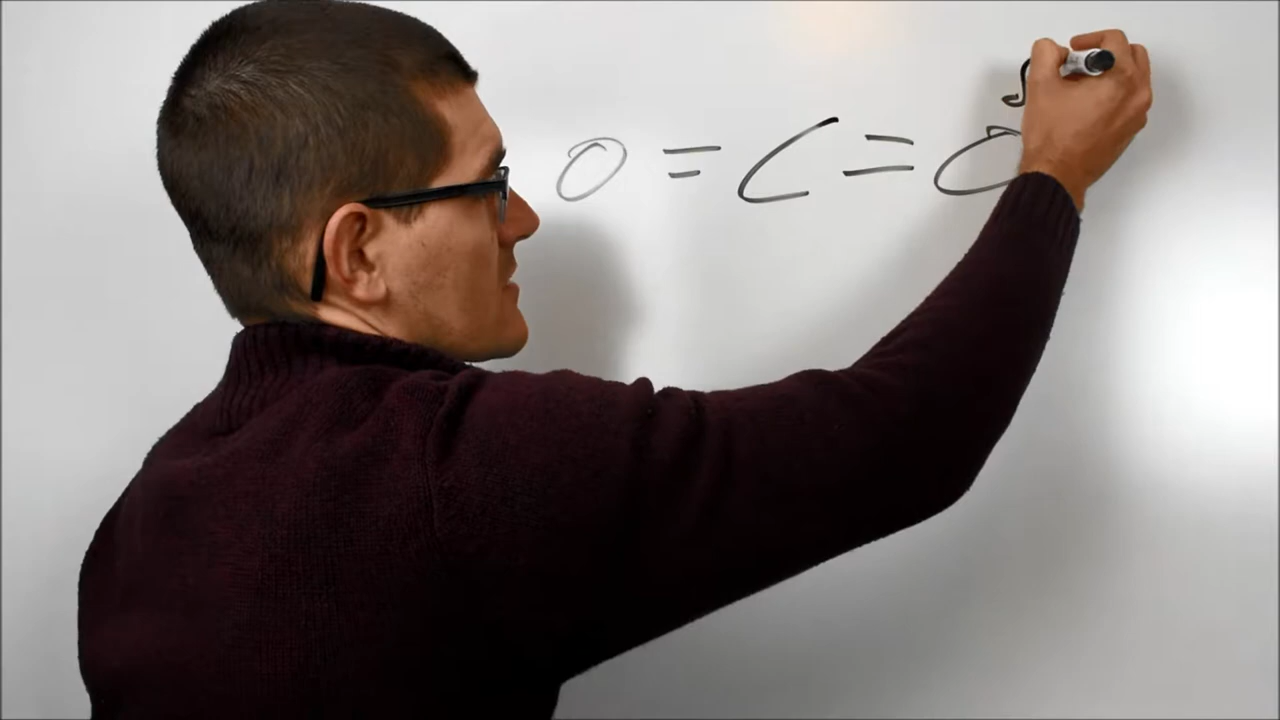 O = C = O